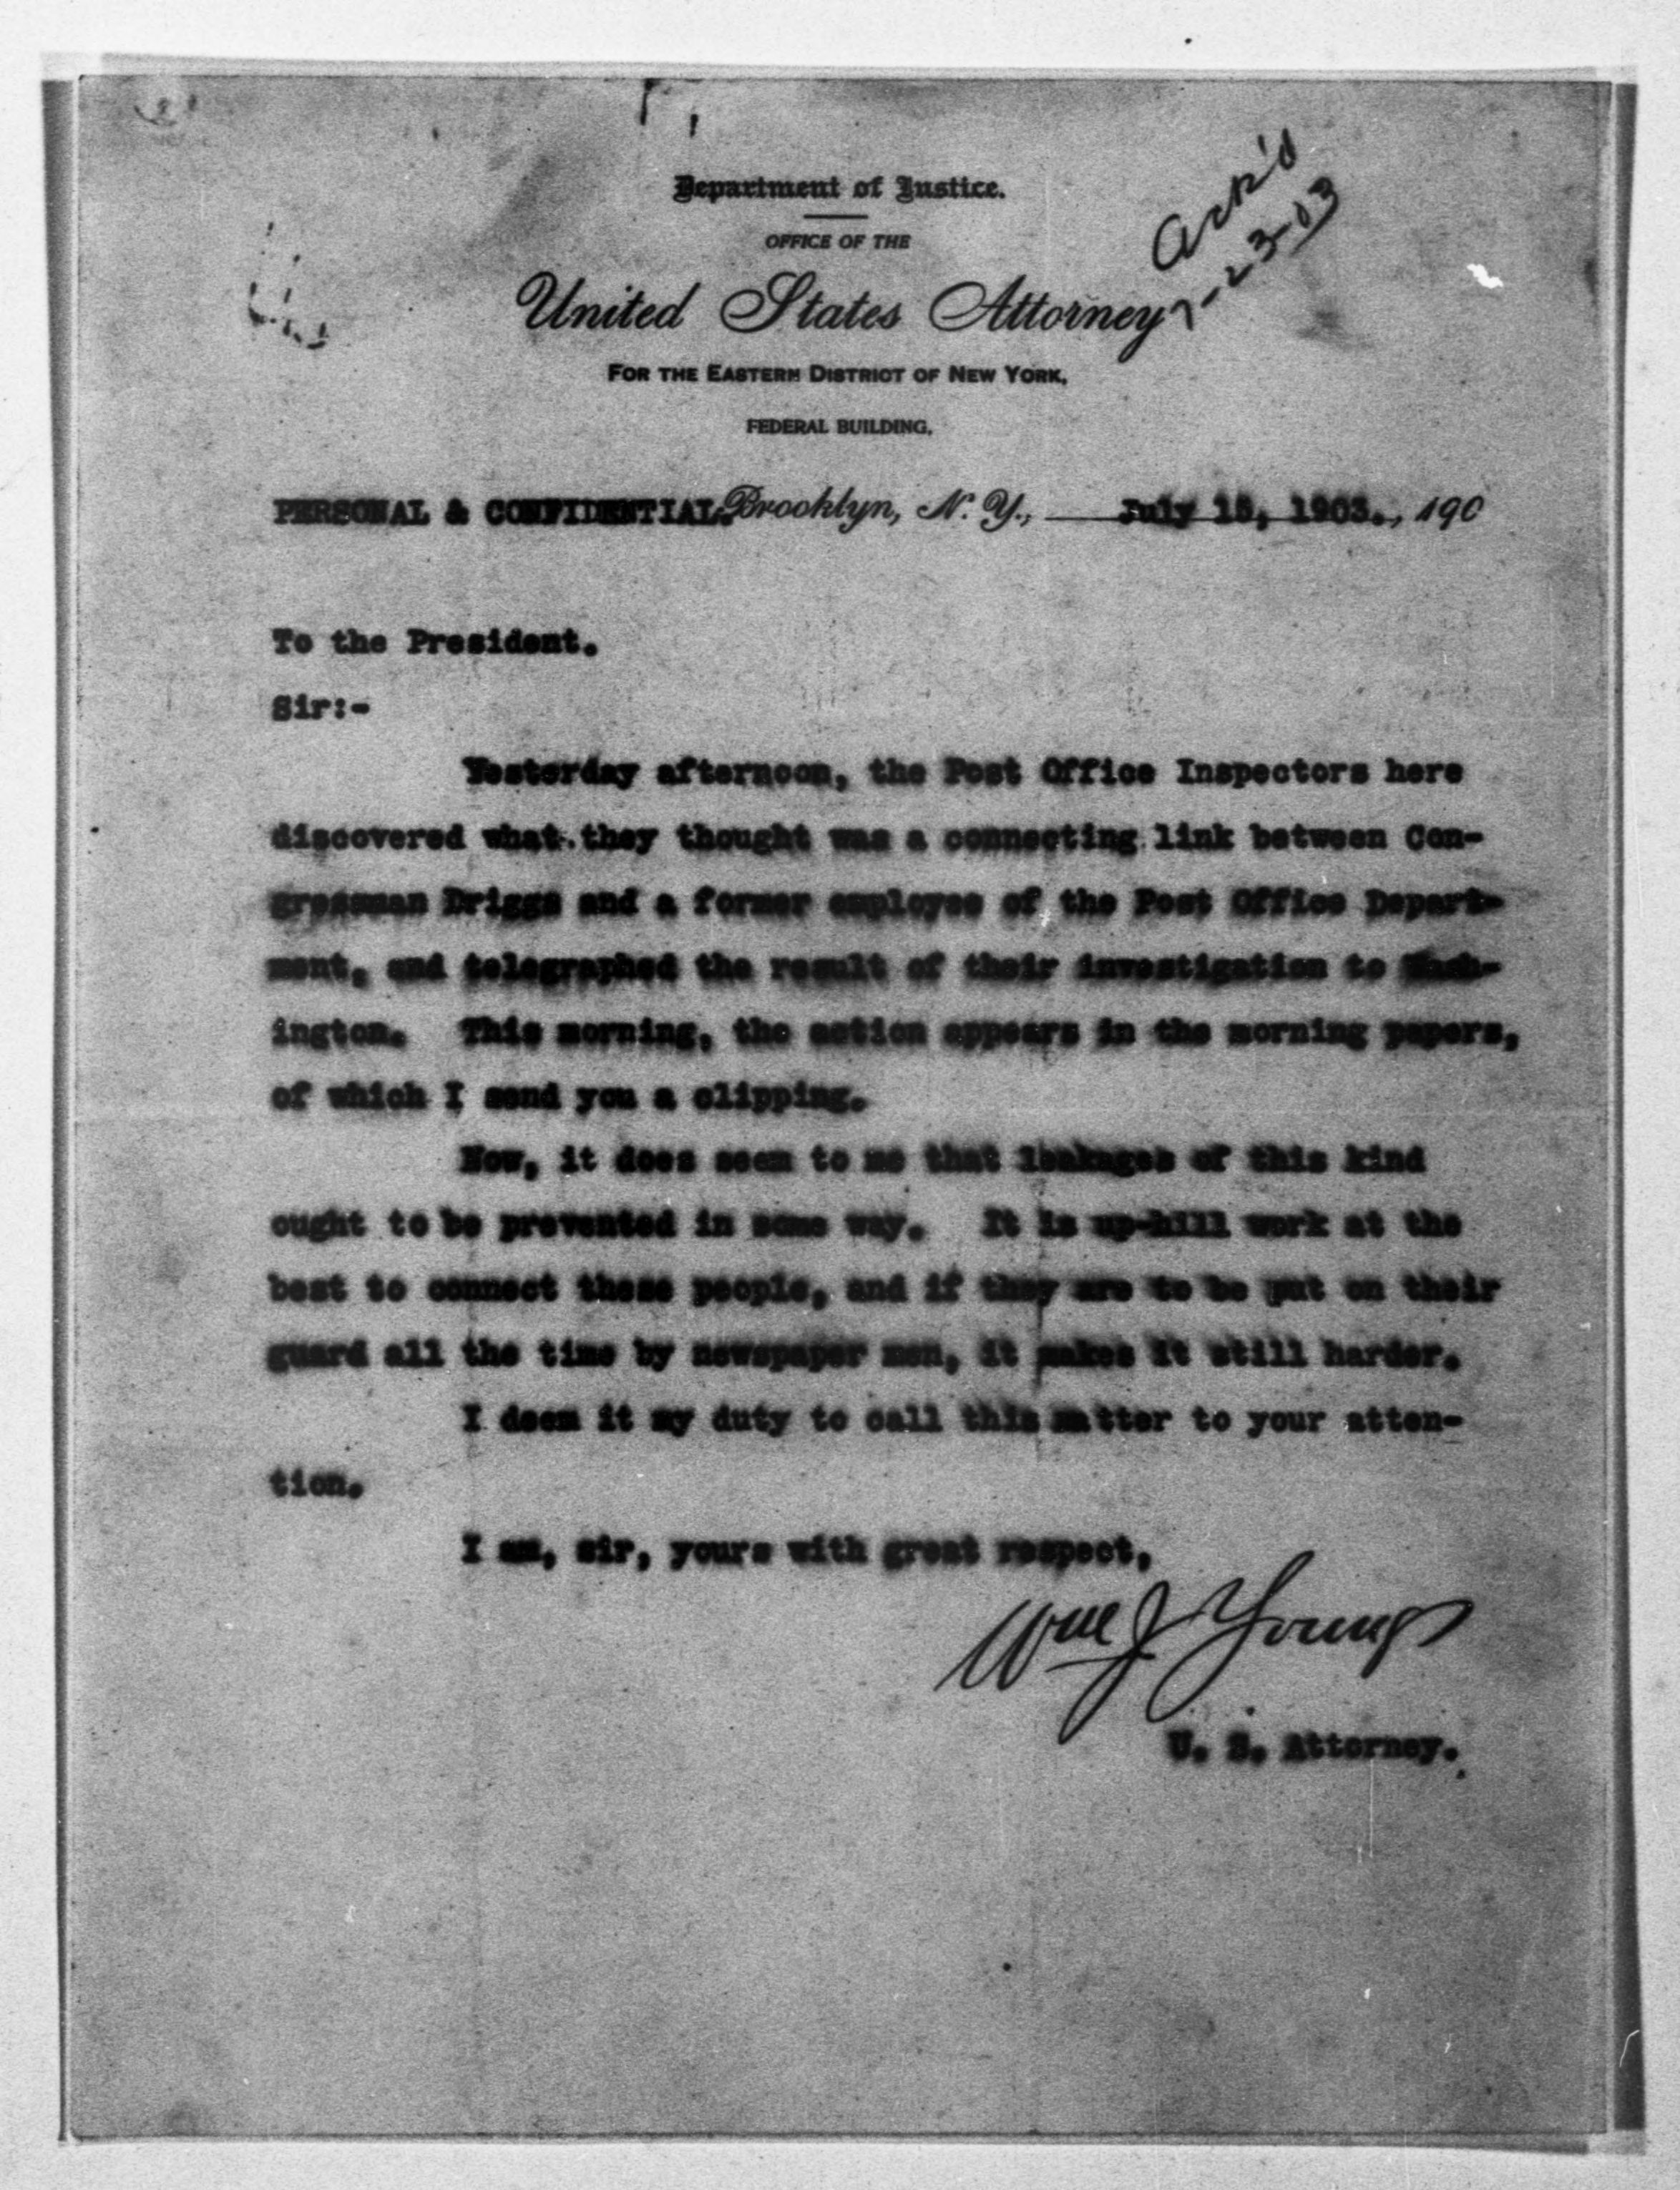 Ack'd
7-23-03
Department of Justice.
OFFICE OF THE
United States Attorney
FOR THE EASTERN DISTRICT OF NEW YORK,
FEDERAL BUILDING,
PERSONAL & CONFIDENTIAL. Brooklyn, N. Y., July 15, 1903., 190
To the President.
Sir:-
Yesterday afternoon, the Post Office Inspectors here
discovered what they thought was a connecting link between Con-
gressman Driggs and a former employee of the Post Office Depart-
ment, and telegraphed the result of their investigation to Wash-
ington. This morning, the action appears in the morning papers,
of which I send you a clipping.
Now, it does seem to me that leakages of this kind
ought to be prevented in some way. It is up-hill work at the
best to connect these people, and if they are to be put on their
guard all the time by newspaper men, it makes it still harder.
I deem it my duty to call this matter to your atten-
tion.
I am, sir, yours with great respect,
Wm J Youngs
U. S. Attorney.